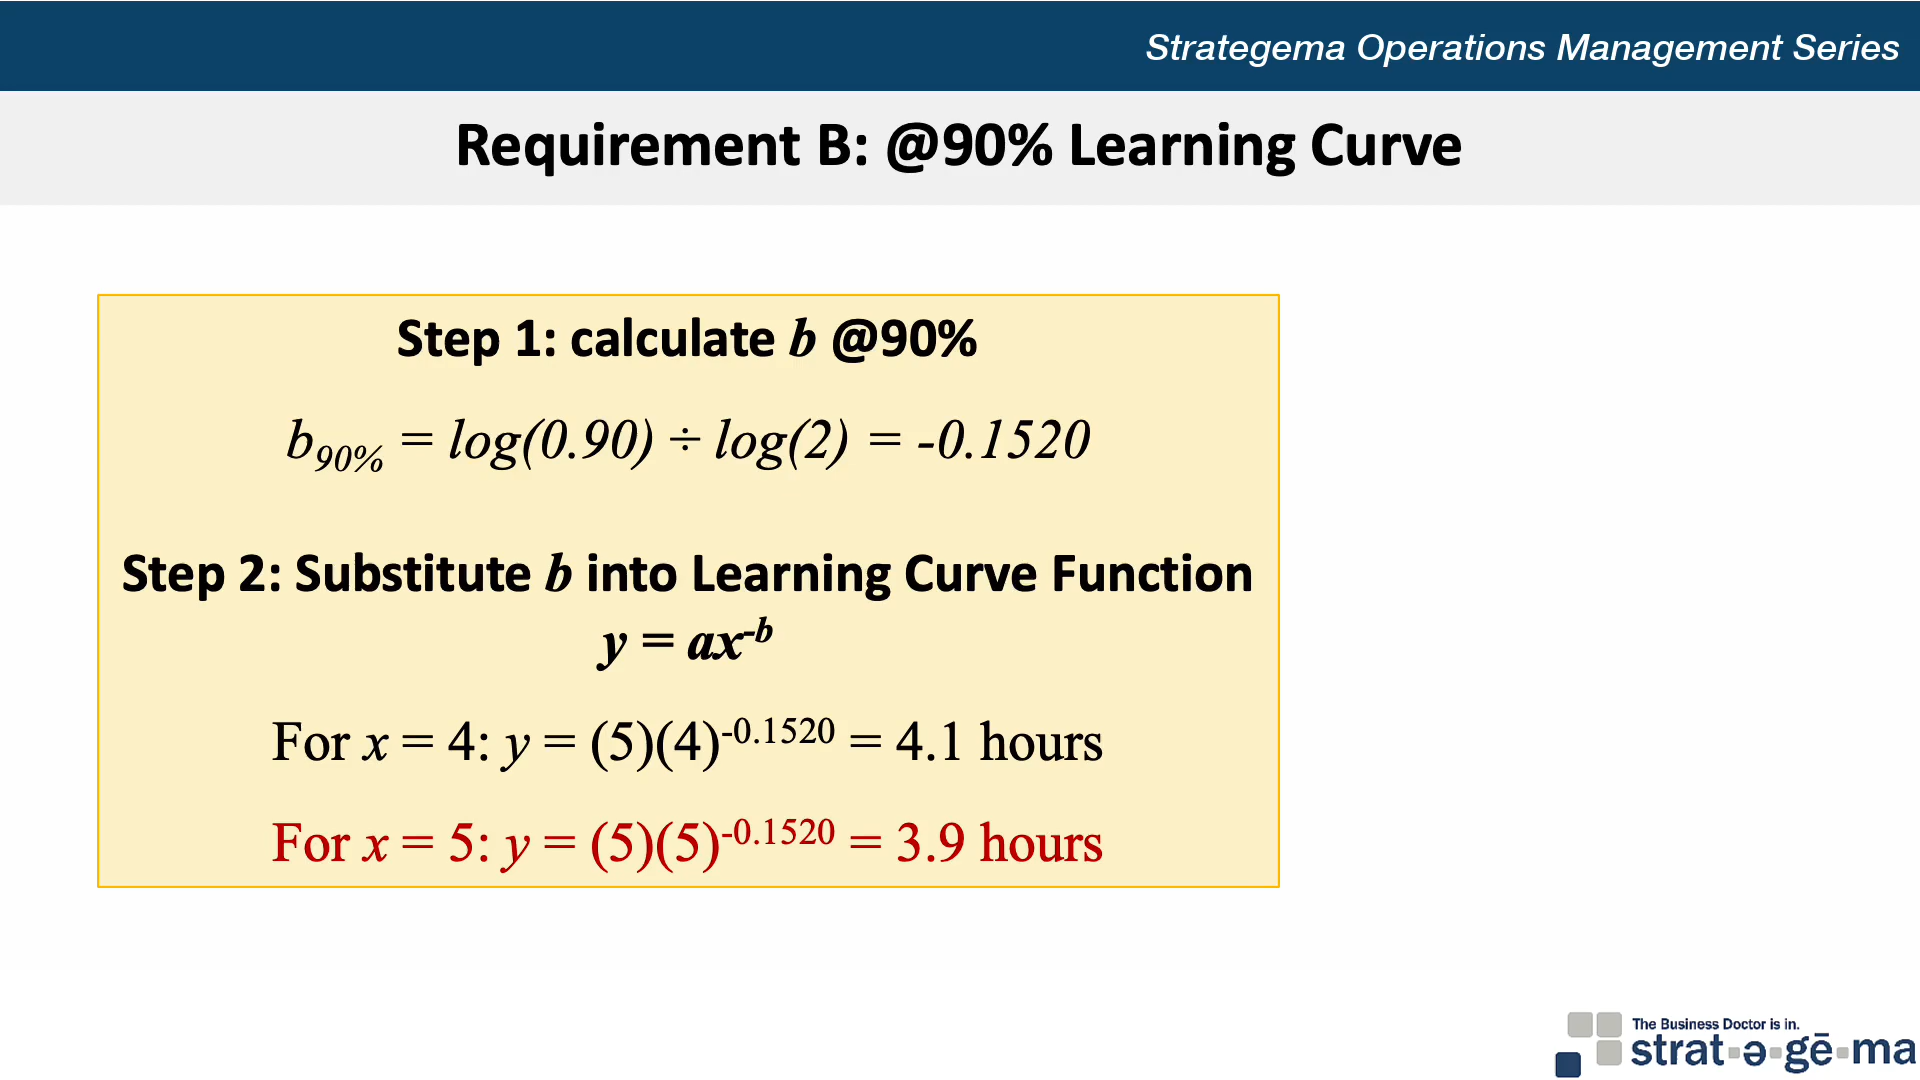 Strategema Operations Management Series
Requirement B: @90% Learning Curve
Step 1: calculate b @90%
b90% = log(0.90) ÷ log(2) = -0.1520
Step 2: Substitute b into Learning Curve Function
y = ax^-b
For x = 4: y = (5)(4)^-0.1520 = 4.1 hours
For x = 5: y = (5)(5)^-0.1520 = 3.9 hours
The Business Doctor is in.
strat▪ə▪gē▪ma